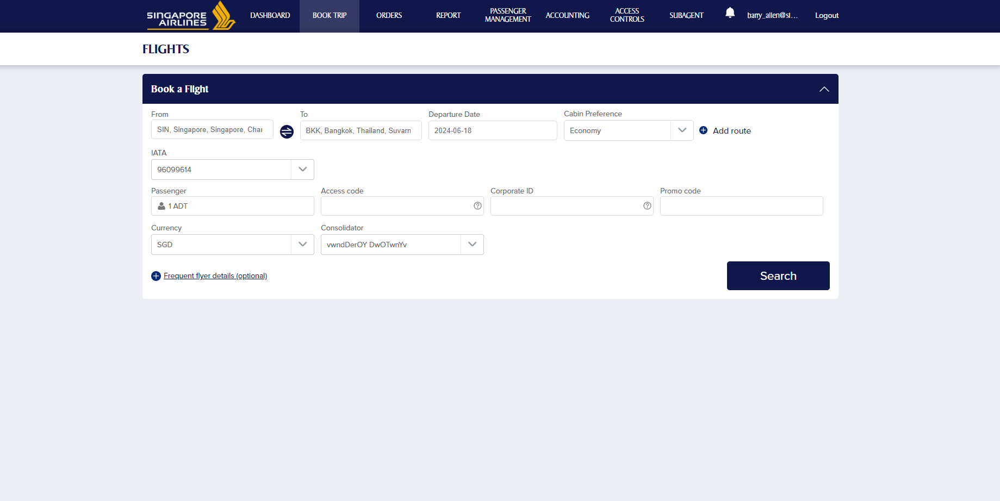 SINGAPORE
AIRLINES
DASHBOARD
BOOK TRIP
ORDERS
REPORT
PASSENGER
MANAGEMENT
ACCOUNTING
ACCESS
CONTROLS
SUBAGENT
barry_allen@si...
Logout
FLIGHTS
Book a Flight
From
To
Departure Date
Cabin Preference
SIN, Singapore, Singapore, Char
BKK, Bangkok, Thailand, Suvarn
2024-06-18
Economy
Add route
IATA
96099614
Passenger
Access code
Corporate ID
Promo code
1 ADT
Currency
Consolidator
SGD
vwndDerOY DwOTwnYv
Frequent flyer details (optional)
Search